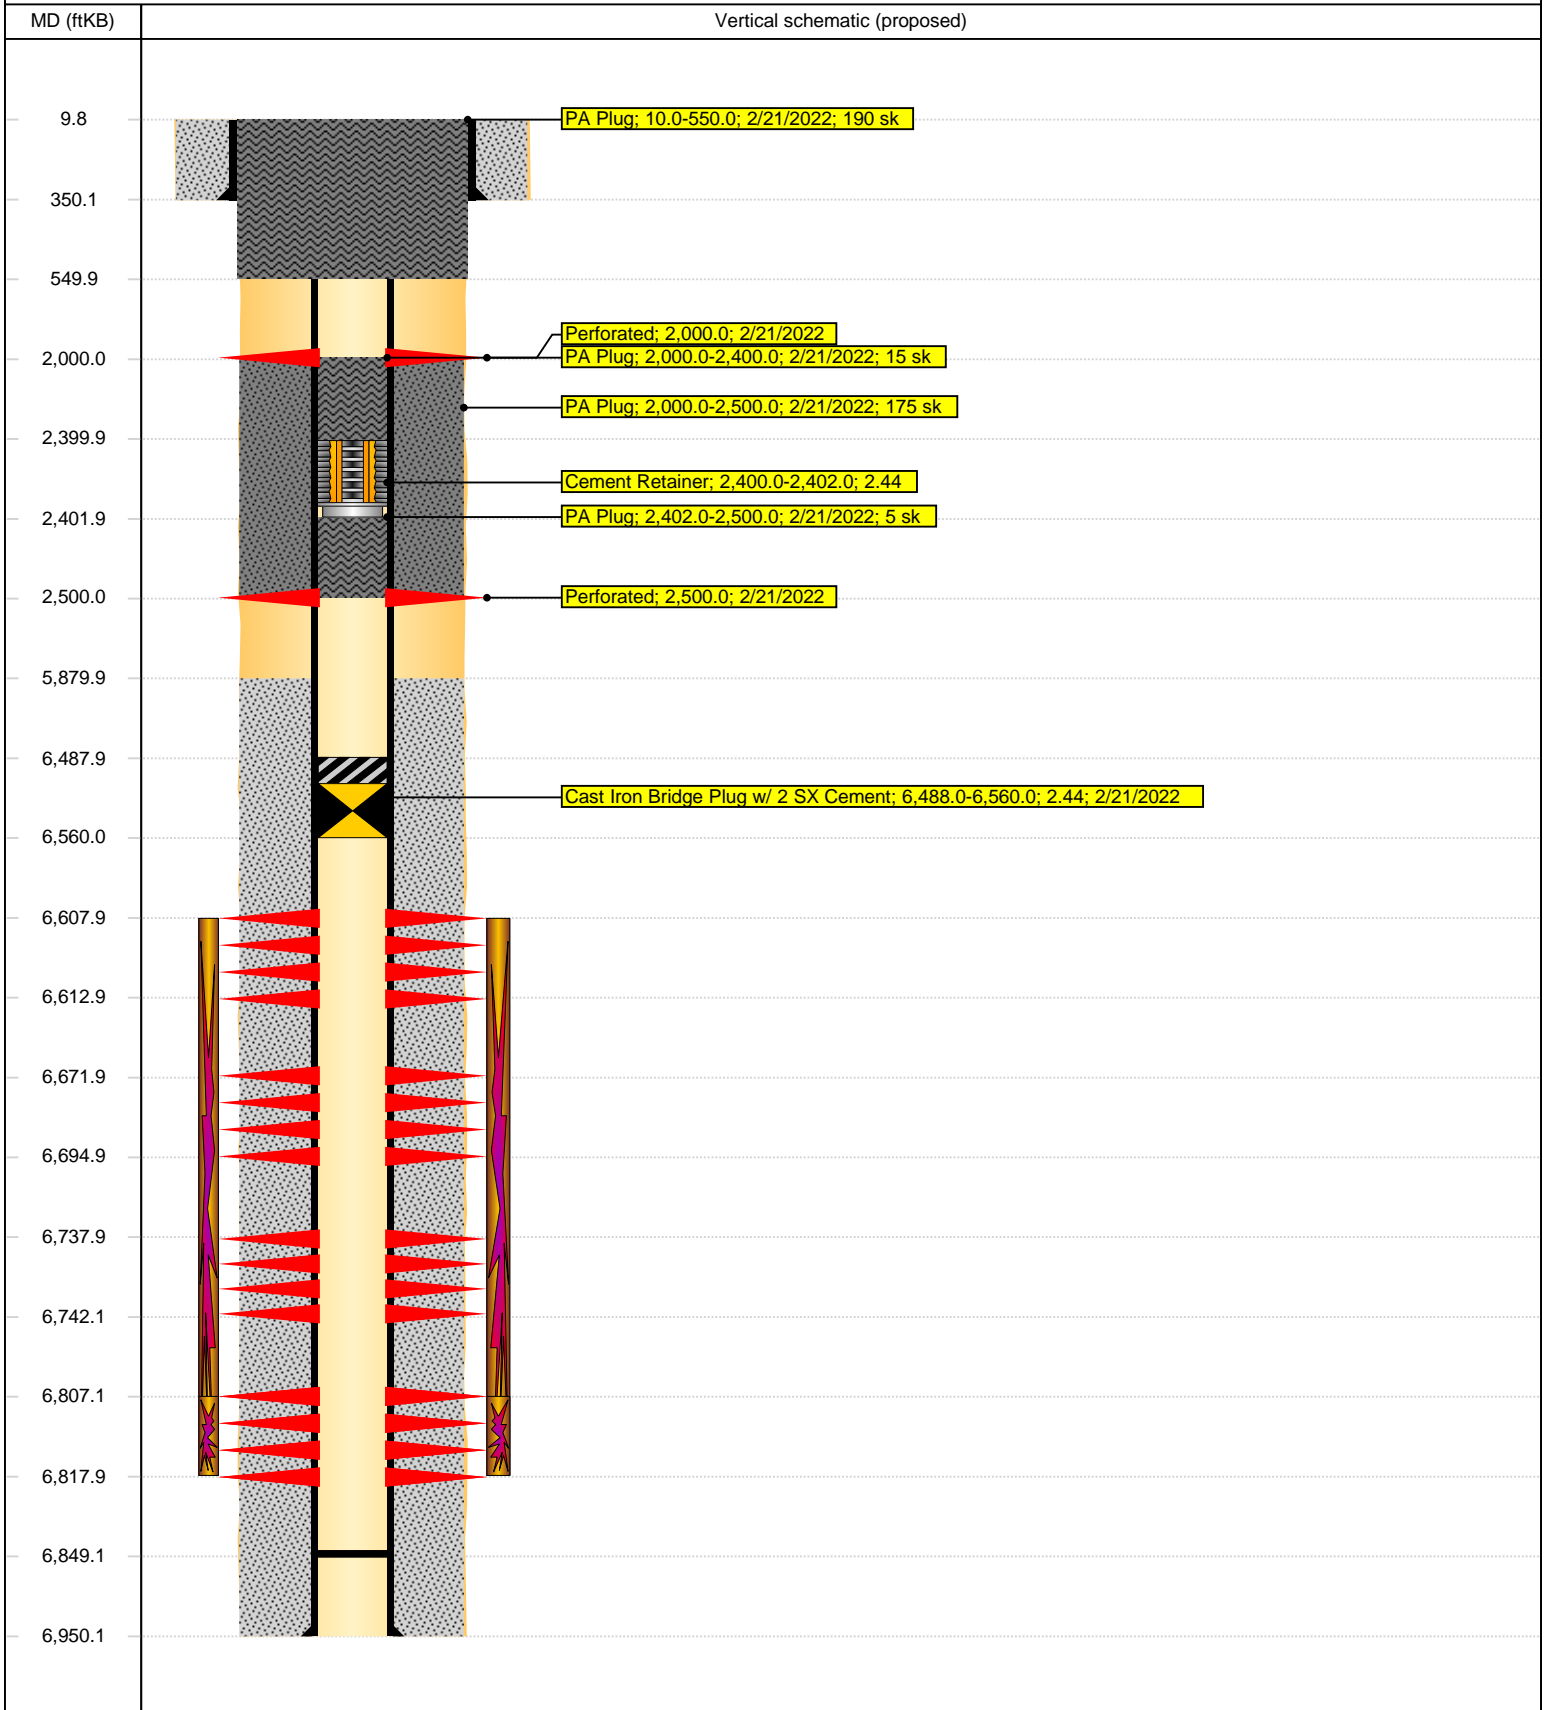 MD (ftKB)
Vertical schematic (proposed)
9.8
PA Plug; 10.0-550.0; 2/21/2022; 190 sk
350.1
549.9
Perforated; 2,000.0; 2/21/2022
2,000.0
PA Plug; 2,000.0-2,400.0; 2/21/2022; 15 sk
PA Plug; 2,000.0-2,500.0; 2/21/2022; 175 sk
2,399.9
Cement Retainer; 2,400.0-2,402.0; 2.44
2,401.9
PA Plug; 2,402.0-2,500.0; 2/21/2022; 5 sk
2,500.0
Perforated; 2,500.0; 2/21/2022
5,879.9
6,487.9
Cast Iron Bridge Plug w/ 2 SX Cement; 6,488.0-6,560.0; 2.44; 2/21/2022
6,560.0
6,607.9
6,612.9
6,671.9
6,694.9
6,737.9
6,742.1
6,807.1
6,817.9
6,849.1
6,950.1